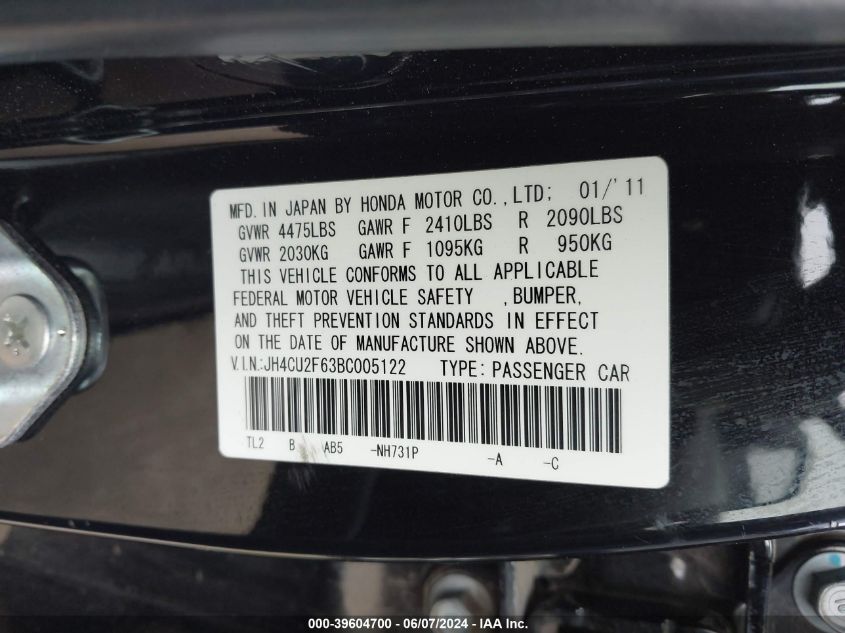 MFD. IN JAPAN BY HONDA MOTOR CO., LTD; 01/'11
GVWR 4475LBS GAWR F 2410LBS R 2090LBS
GVWR 2030KG GAWR F 1095KG R 950KG
THIS VEHICLE CONFORMS TO ALL APPLICABLE
FEDERAL MOTOR VEHICLE SAFETY , BUMPER,
AND THEFT PREVENTION STANDARDS IN EFFECT
ON THE DATE OF MANUFACTURE SHOWN ABOVE.
V.I.N.:JH4CU2F63BC005122 TYPE: PASSENGER CAR
TL2 B AB5 -NH731P -A -C
000-39604700 - 06/07/2024 - IAA Inc.